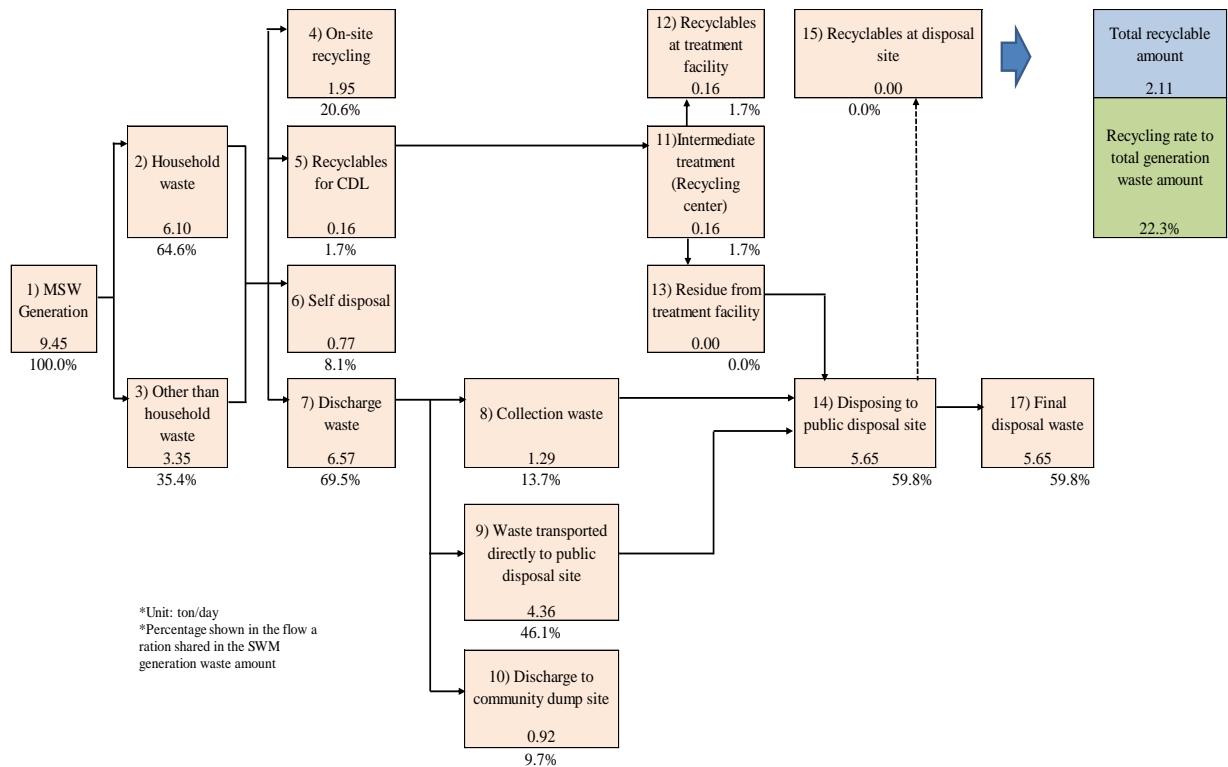 1) MSW
Generation
9.45
100.0%
2) Household
waste
6.10
64.6%
3) Other than
household
waste
3.35
35.4%
4) On-site
recycling
1.95
20.6%
5) Recyclables
for CDL
0.16
1.7%
6) Self disposal
0.77
8.1%
7) Discharge
waste
6.57
69.5%
8) Collection waste
1.29
13.7%
9) Waste transported
directly to public
disposal site
4.36
46.1%
10) Discharge to
community dump site
0.92
9.7%
12) Recyclables
at treatment
facility
0.16
1.7%
11)Intermediate
treatment
(Recycling
center)
0.16
1.7%
13) Residue from
treatment facility
0.00
0.0%
15) Recyclables at disposal
site
0.00
0.0%
14) Disposing to
public disposal site
5.65
59.8%
17) Final
disposal waste
5.65
59.8%
Total recyclable
amount
2.11
Recycling rate to
total generation
waste amount
22.3%
*Unit: ton/day
*Percentage shown in the flow a
ration shared in the SWM
generation waste amount